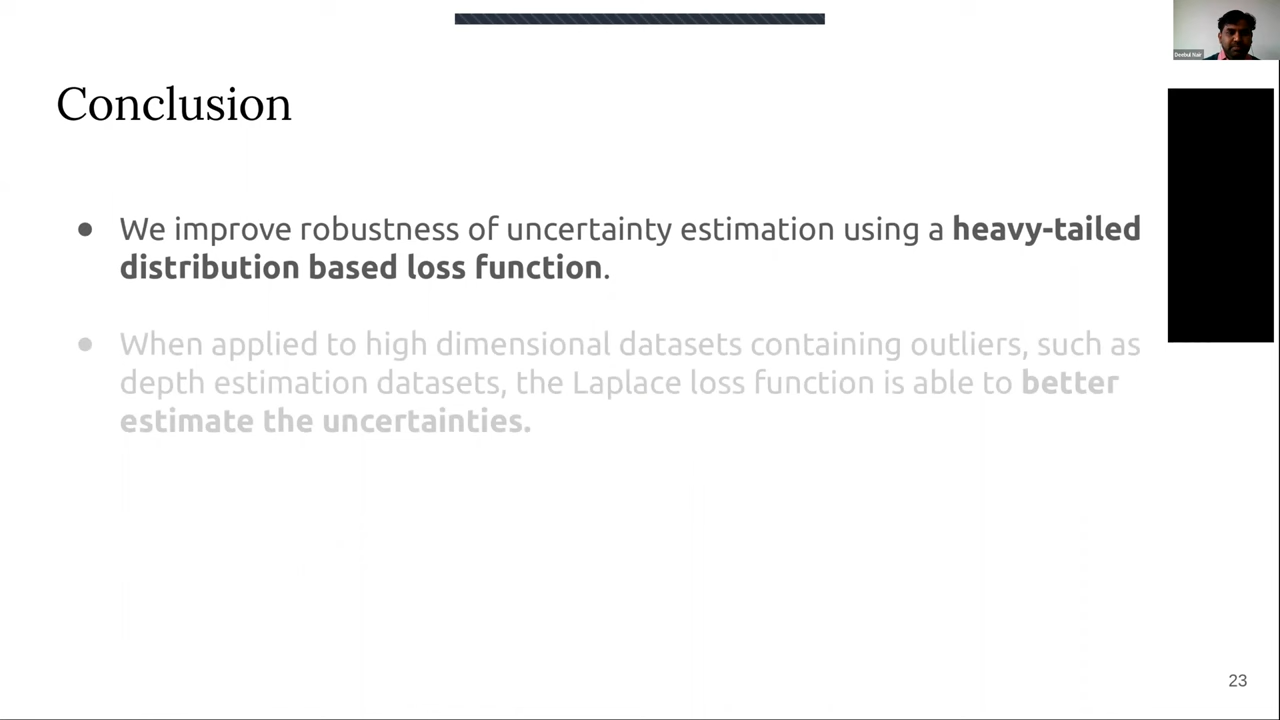 Deebul Nair
Conclusion
● We improve robustness of uncertainty estimation using a heavy-tailed
distribution based loss function.
● When applied to high dimensional datasets containing outliers, such as
depth estimation datasets, the Laplace loss function is able to better
estimate the uncertainties.
23